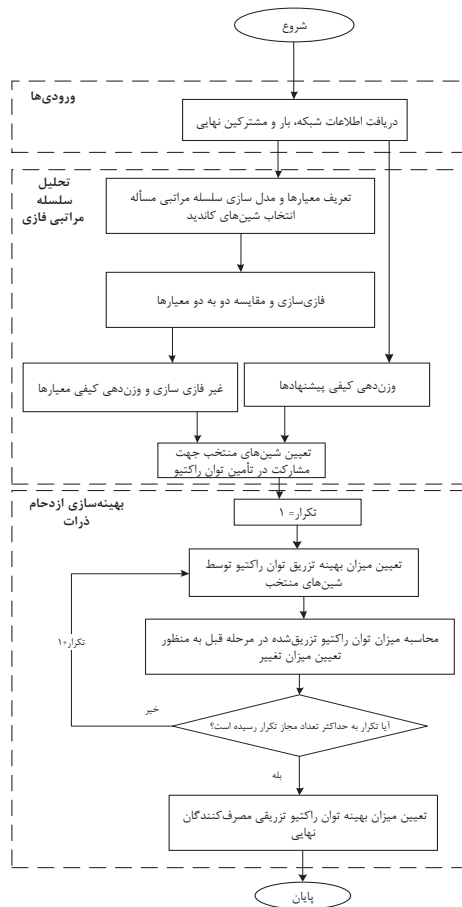 شروع
ورودی‌ها
دریافت اطلاعات شبکه، بار و مشترکین نهایی
تحلیل
سلسله
مراتبی فازی
تعریف معیارها و مدل سازی سلسله مراتبی مسأله
انتخاب شین‌های کاندید
فازی‌سازی و مقایسه دو به دو معیارها
غیر فازی سازی و وزن‌دهی کیفی معیارها
وزن‌دهی کیفی پیشنهادها
تعیین شین‌های منتخب جهت
مشارکت در تأمین توان راکتیو
بهینه‌سازی ازدحام
ذرات
تکرار= ۱
تعیین میزان بهینه تزریق توان راکتیو توسط
شین‌های منتخب
تکرار+۱
محاسبه میزان توان راکتیو تزریق‌شده در مرحله قبل به منظور
تعیین میزان تغییر
خیر
آیا تکرار به حداکثر تعداد مجاز تکرار رسیده است؟
بله
تعیین میزان بهینه توان راکتیو تزریقی مصرف‌کنندگان
نهایی
پایان